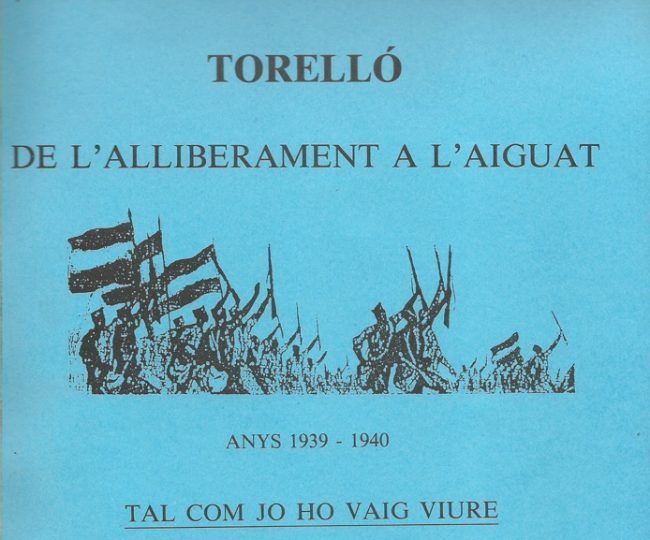 TORELLÓ
DE L'ALLIBERAMENT A L'AIGUAT
ANYS 1939 - 1940
TAL COM JO HO VAIG VIURE